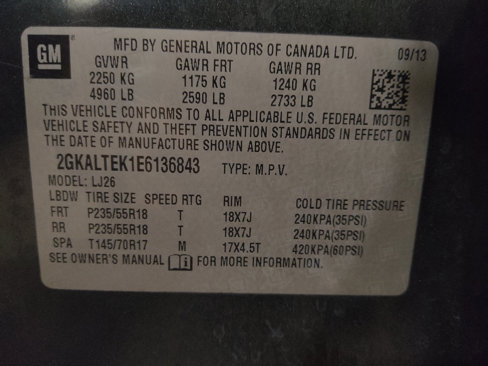 GM
MFD BY GENERAL MOTORS OF CANADA LTD. 09/13
GVWR GAWR FRT GAWR RR
2250 KG 1175 KG 1240 KG
4960 LB 2590 LB 2733 LB
THIS VEHICLE CONFORMS TO ALL APPLICABLE U.S. FEDERAL MOTOR
VEHICLE SAFETY AND THEFT PREVENTION STANDARDS IN EFFECT ON
THE DATE OF MANUFACTURE SHOWN ABOVE.
2GKALTEK1E6136843 TYPE: M.P.V.
MODEL: LJ26
LBDW TIRE SIZE SPEED RTG RIM COLD TIRE PRESSURE
FRT P235/55R18 T 18X7J 240KPA(35PSI)
RR P235/55R18 T 18X7J 240KPA(35PSI)
SPA T145/70R17 M 17X4.5T 420KPA(60PSI)
SEE OWNER'S MANUAL FOR MORE INFORMATION.